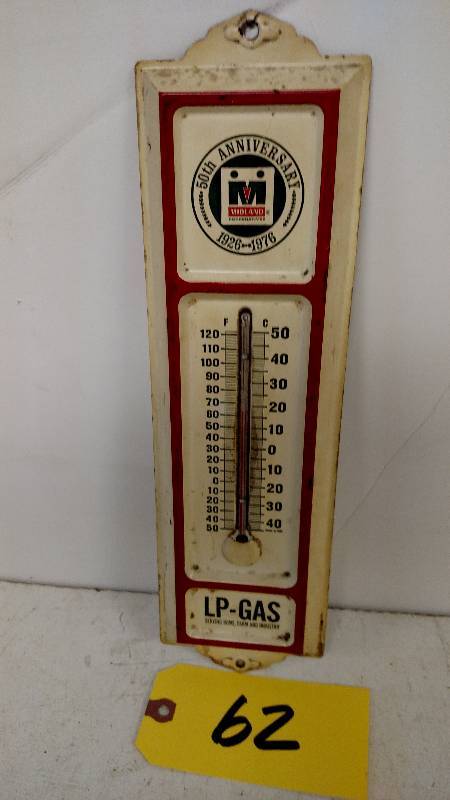 50th ANNIVERSARY
M
MIDLAND
COOPERATIVES
1926-1976
F C
120 50
110
100 40
90
80 30
70
60 20
50 10
40
30 0
20
10 10
0
10 20
20
30 30
40
50 40
LP-GAS
SERVING HOME, FARM AND INDUSTRY
62